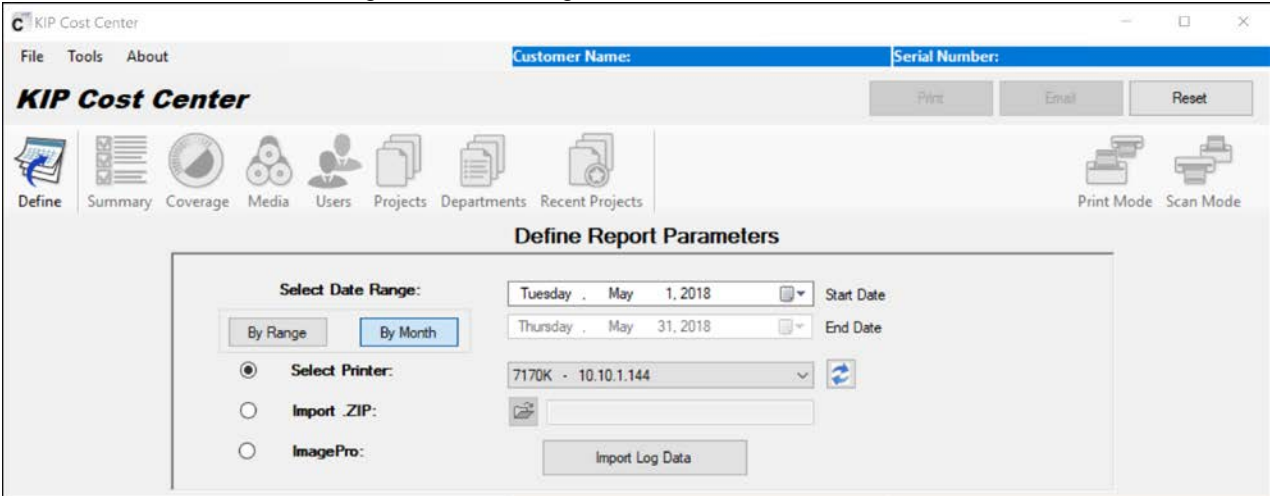 KIP Cost Center
File Tools About Customer Name: Serial Number:
KIP Cost Center Print Email Reset
Define Summary Coverage Media Users Projects Departments Recent Projects Print Mode Scan Mode
Define Report Parameters
Select Date Range: Tuesday , May 1, 2018 Start Date
By Range By Month Thursday , May 31, 2018 End Date
Select Printer: 7170K - 10.10.1.144
Import .ZIP:
ImagePro: Import Log Data